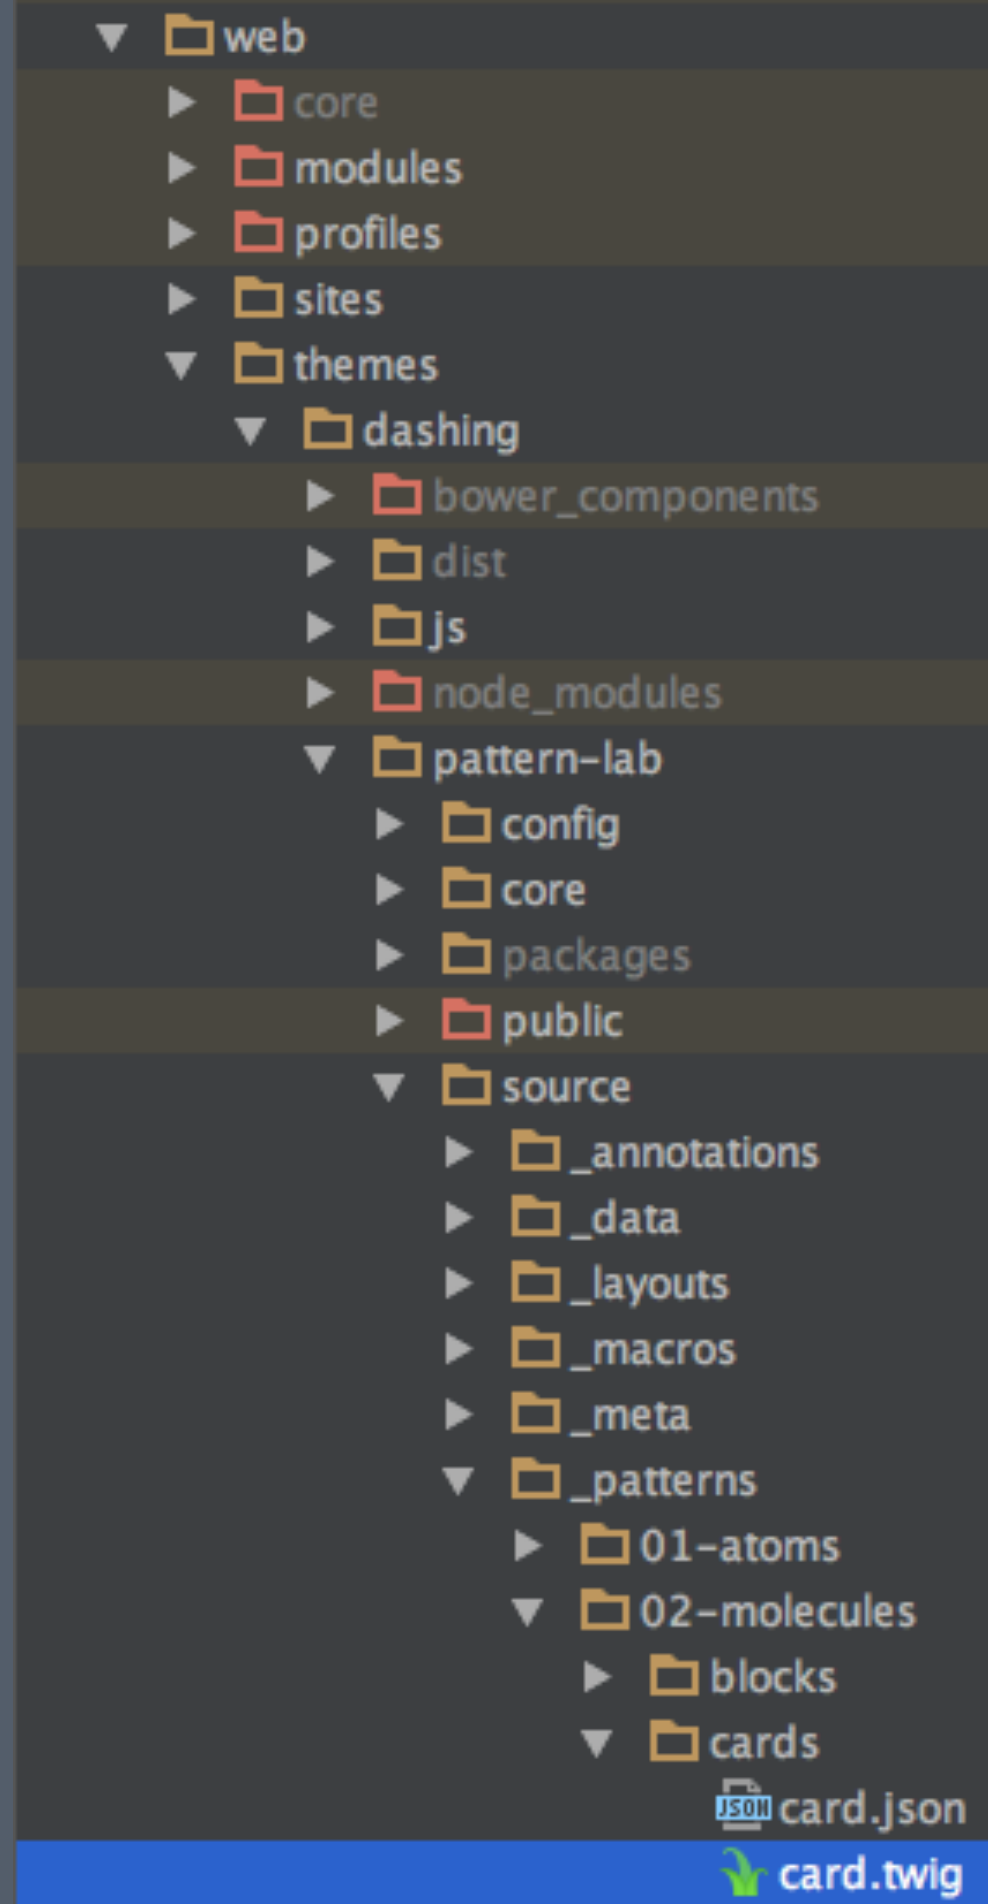 web
core
modules
profiles
sites
themes
dashing
bower_components
dist
js
node_modules
pattern-lab
config
core
packages
public
source
_annotations
_data
_layouts
_macros
_meta
_patterns
01-atoms
02-molecules
blocks
cards
JSON card.json
card.twig